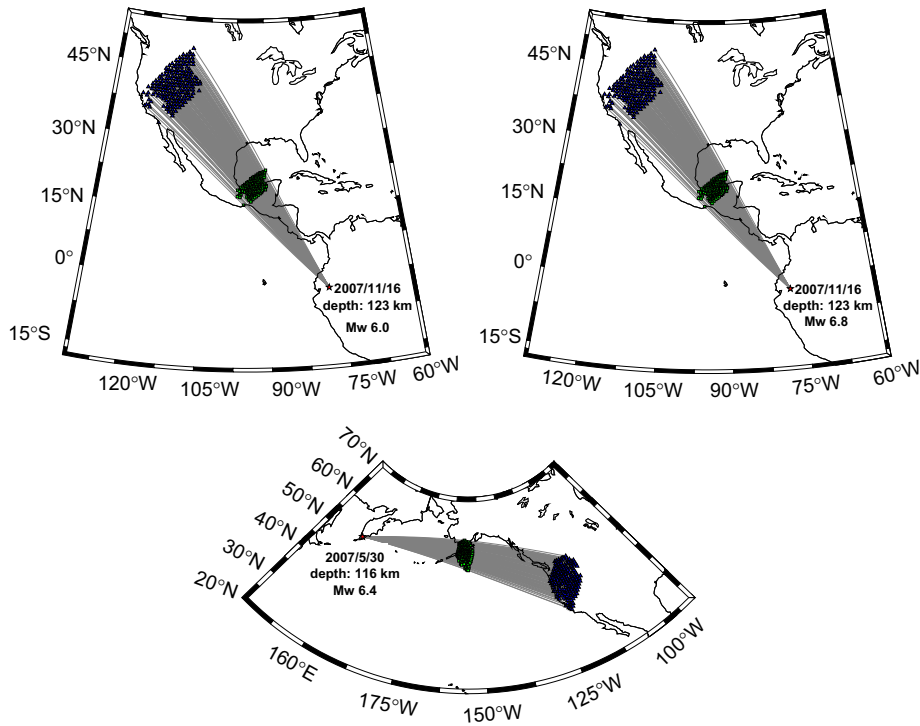 45°N
30°N
15°N
0°
15°S
120°W
105°W
90°W
75°W
60°W
2007/11/16
depth: 123 km
Mw 6.0
45°N
30°N
15°N
0°
15°S
120°W
105°W
90°W
75°W
60°W
2007/11/16
depth: 123 km
Mw 6.8
70°N
60°N
50°N
40°N
30°N
20°N
160°E
175°W
150°W
125°W
100°W
2007/5/30
depth: 116 km
Mw 6.4